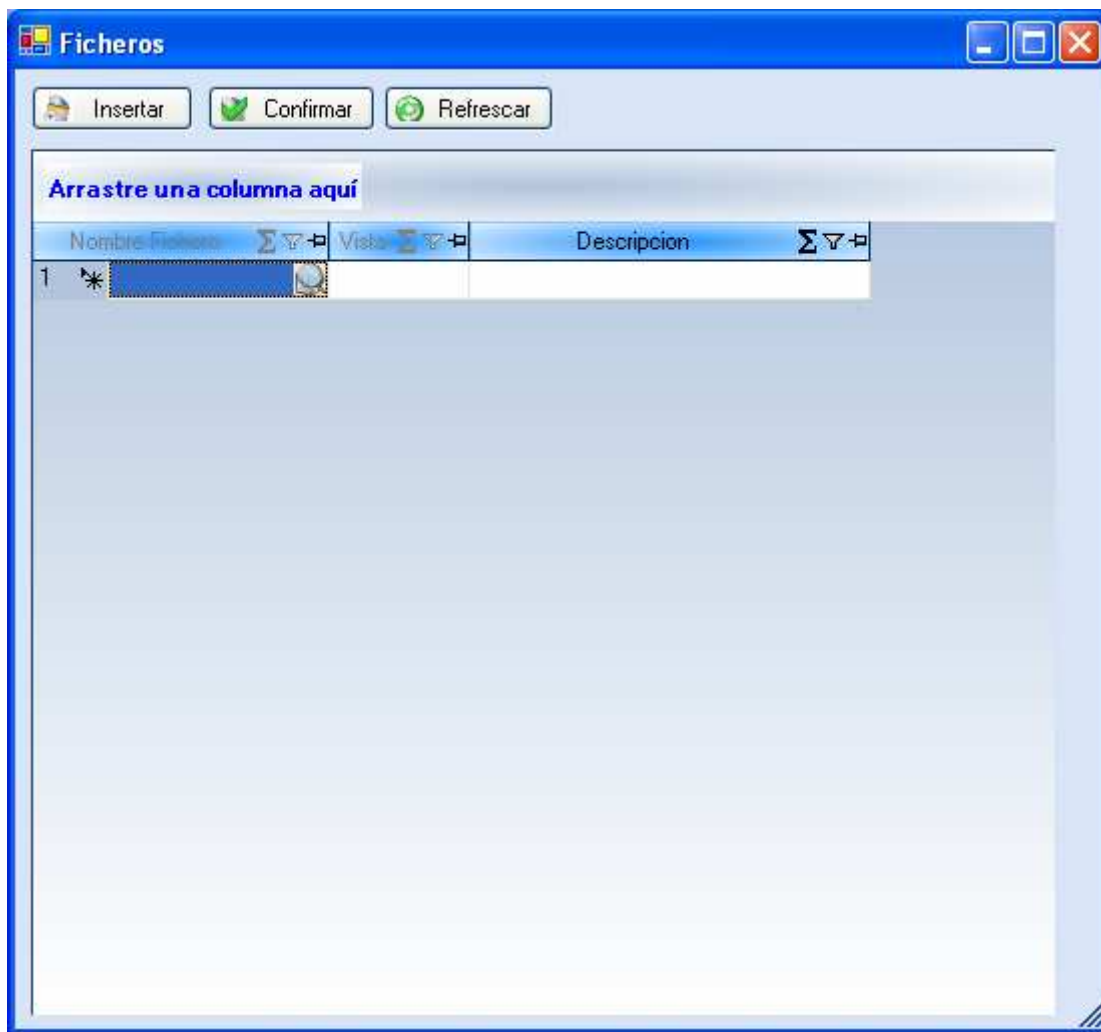 Ficheros
Insertar Confirmar Refrescar
Arrastre una columna aquí
Nombre Fichero Σ Vista Σ Descripcion Σ
1